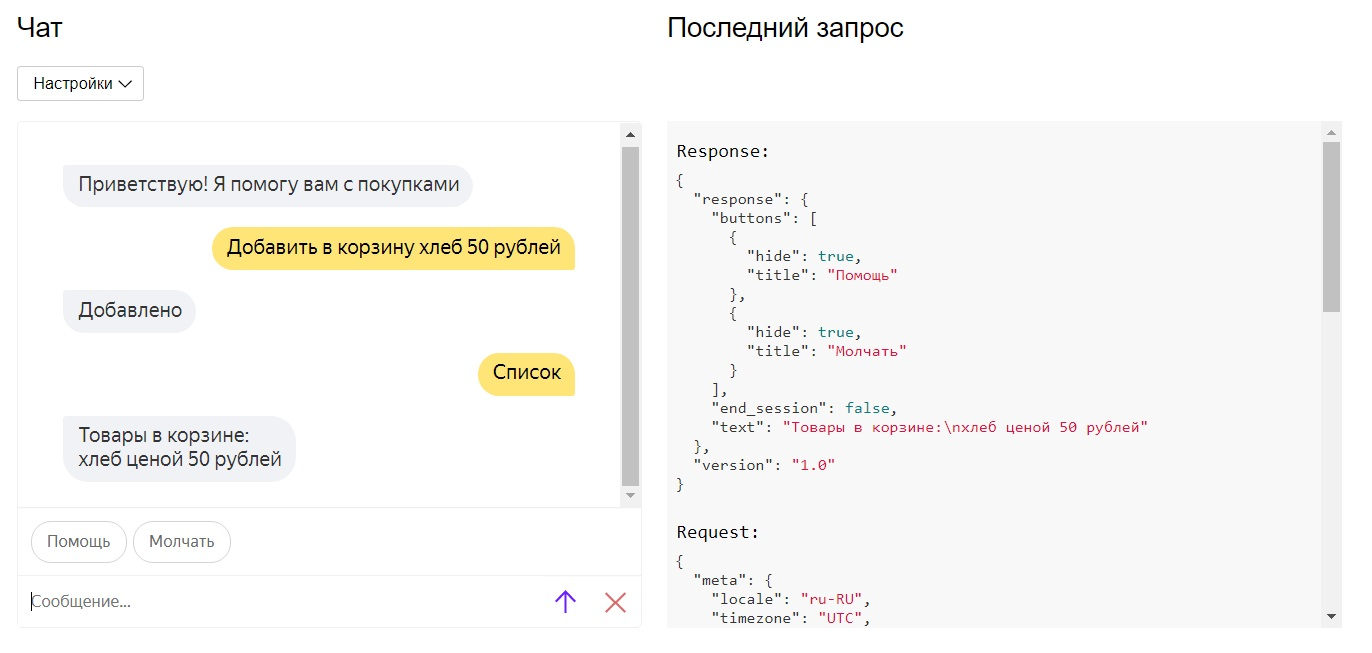 Чат
Настройки
Приветствую! Я помогу вам с покупками
Добавить в корзину хлеб 50 рублей
Добавлено
Список
Товары в корзине:
хлеб ценой 50 рублей
Помощь Молчать
Сообщение...
Последний запрос
Response:
{
  "response": {
    "buttons": [
      {
        "hide": true,
        "title": "Помощь"
      },
      {
        "hide": true,
        "title": "Молчать"
      }
    ],
    "end_session": false,
    "text": "Товары в корзине:\nхлеб ценой 50 рублей"
  },
  "version": "1.0"
}
Request:
{
  "meta": {
    "locale": "ru-RU",
    "timezone": "UTC",